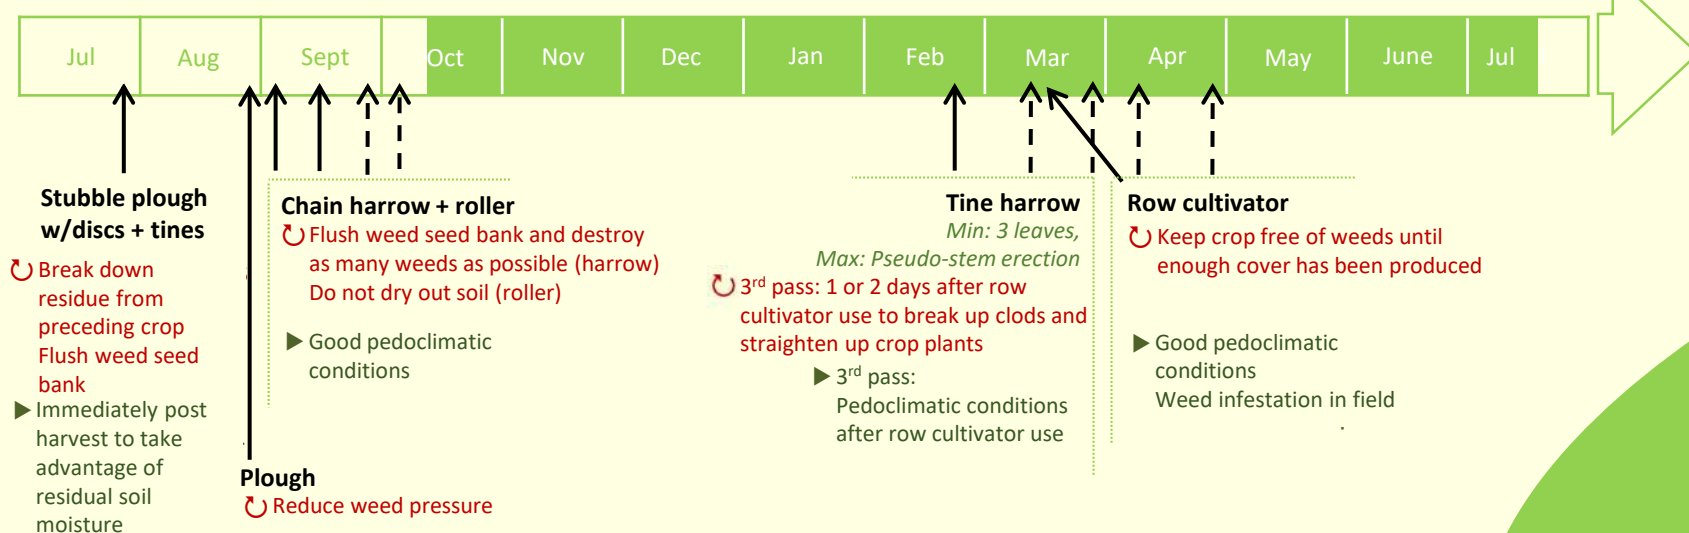 Jul Aug Sept Oct Nov Dec Jan Feb Mar Apr May June Jul
Stubble plough
w/discs + tines
Break down
residue from
preceding crop
Flush weed seed
bank
Immediately post
harvest to take
advantage of
residual soil
moisture
Plough
Reduce weed pressure
Chain harrow + roller
Flush weed seed bank and destroy
as many weeds as possible (harrow)
Do not dry out soil (roller)
Good pedoclimatic
conditions
Tine harrow
Min: 3 leaves,
Max: Pseudo-stem erection
3rd pass: 1 or 2 days after row
cultivator use to break up clods and
straighten up crop plants
3rd pass:
Pedoclimatic conditions
after row cultivator use
Row cultivator
Keep crop free of weeds until
enough cover has been produced
Good pedoclimatic
conditions
Weed infestation in field